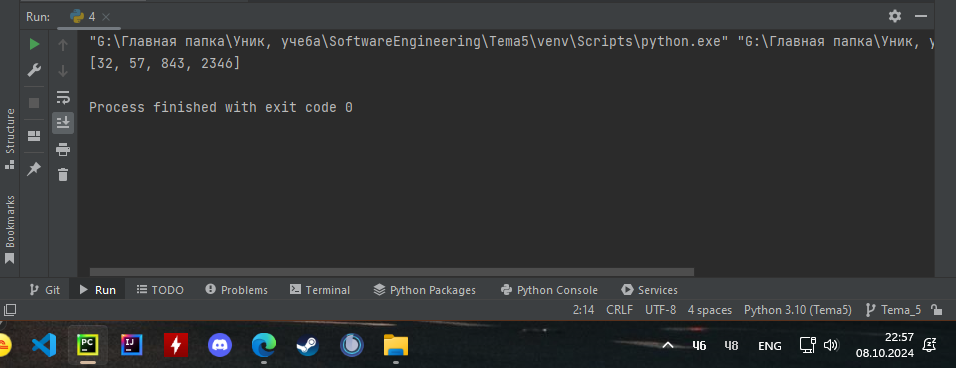 Run: 4
"G:\Главная папка\Уник, учеба\SoftwareEngineering\Tema5\venv\Scripts\python.exe" "G:\Главная папка\Уник, у
[32, 57, 843, 2346]
Process finished with exit code 0
Structure
Bookmarks
Git Run TODO Problems Terminal Python Packages Python Console Services
2:14 CRLF UTF-8 4 spaces Python 3.10 (Tema5) Tema_5
PC IJ ENG 22:57
08.10.2024